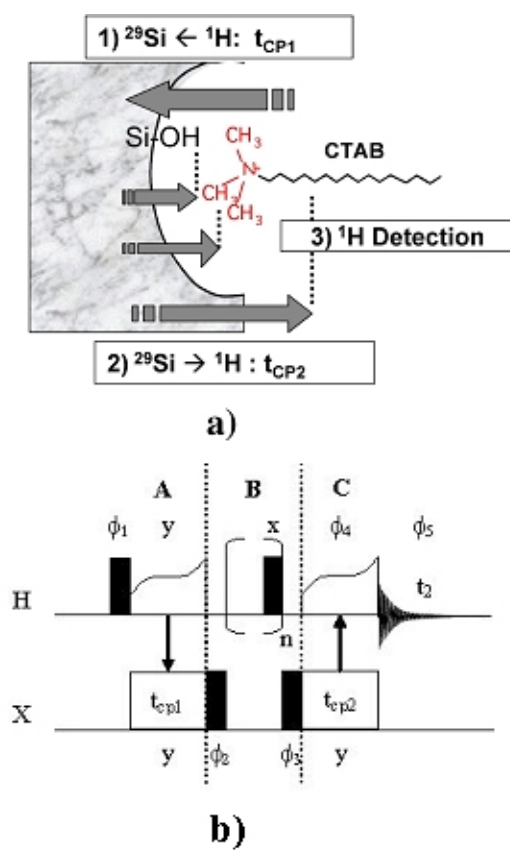 1) ²⁹Si ← ¹H: t_CP1
Si-OH
CH₃
CH₃
N⁺
CH₃
CTAB
3) ¹H Detection
2) ²⁹Si → ¹H : t_CP2
a)
A B C
ϕ₁ y x ϕ₄ ϕ₅
H
n
t₂
X
t_cp1 t_cp2
y ϕ₂ ϕ₃ y
b)